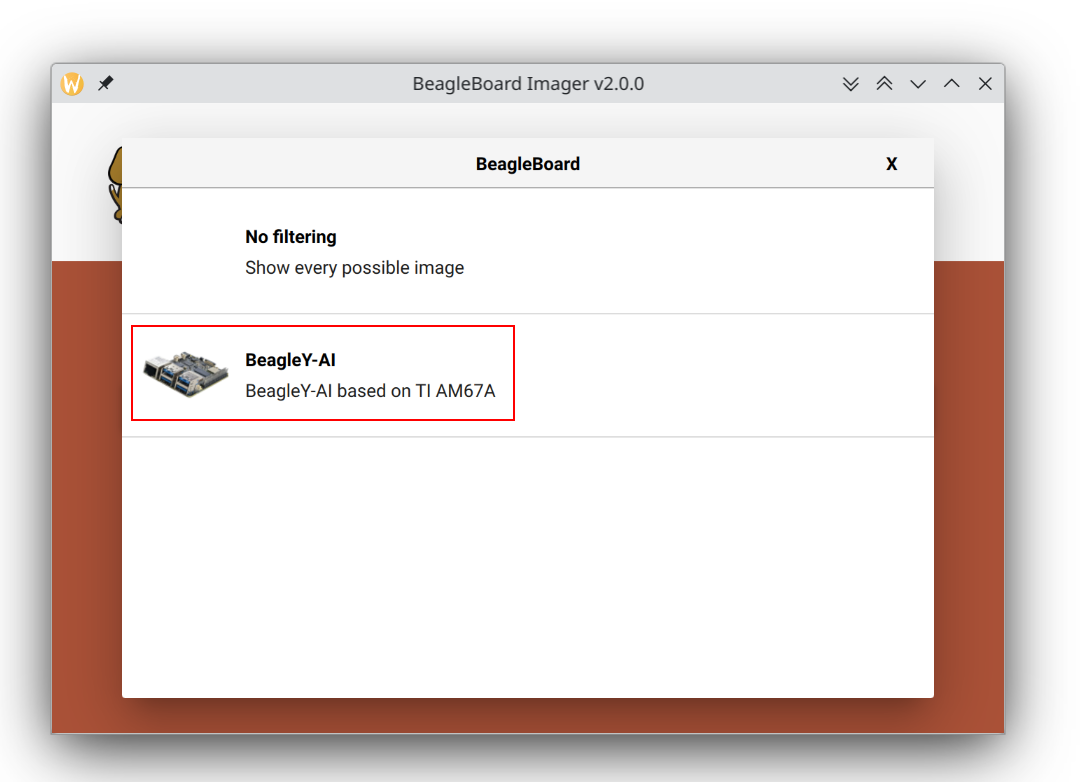 W
BeagleBoard Imager v2.0.0
BeagleBoard
X
No filtering
Show every possible image
BeagleY-AI
BeagleY-AI based on TI AM67A